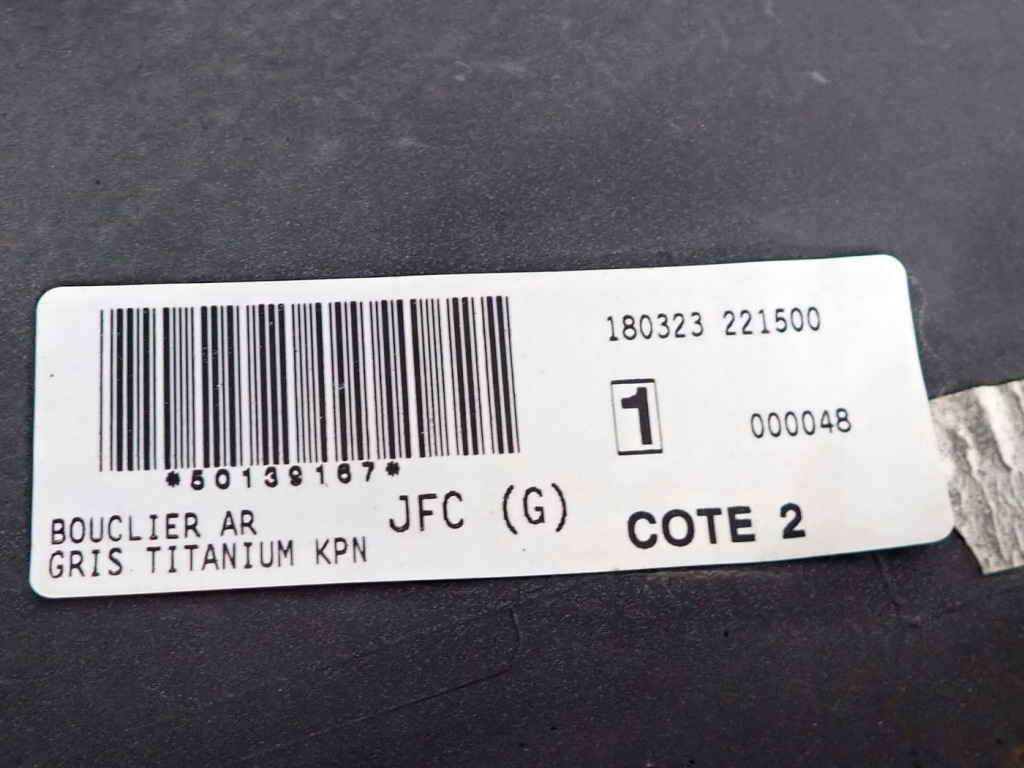 180323 221500
1
000048
*50139167*
JFC (G)
BOUCLIER AR
GRIS TITANIUM KPN
COTE 2